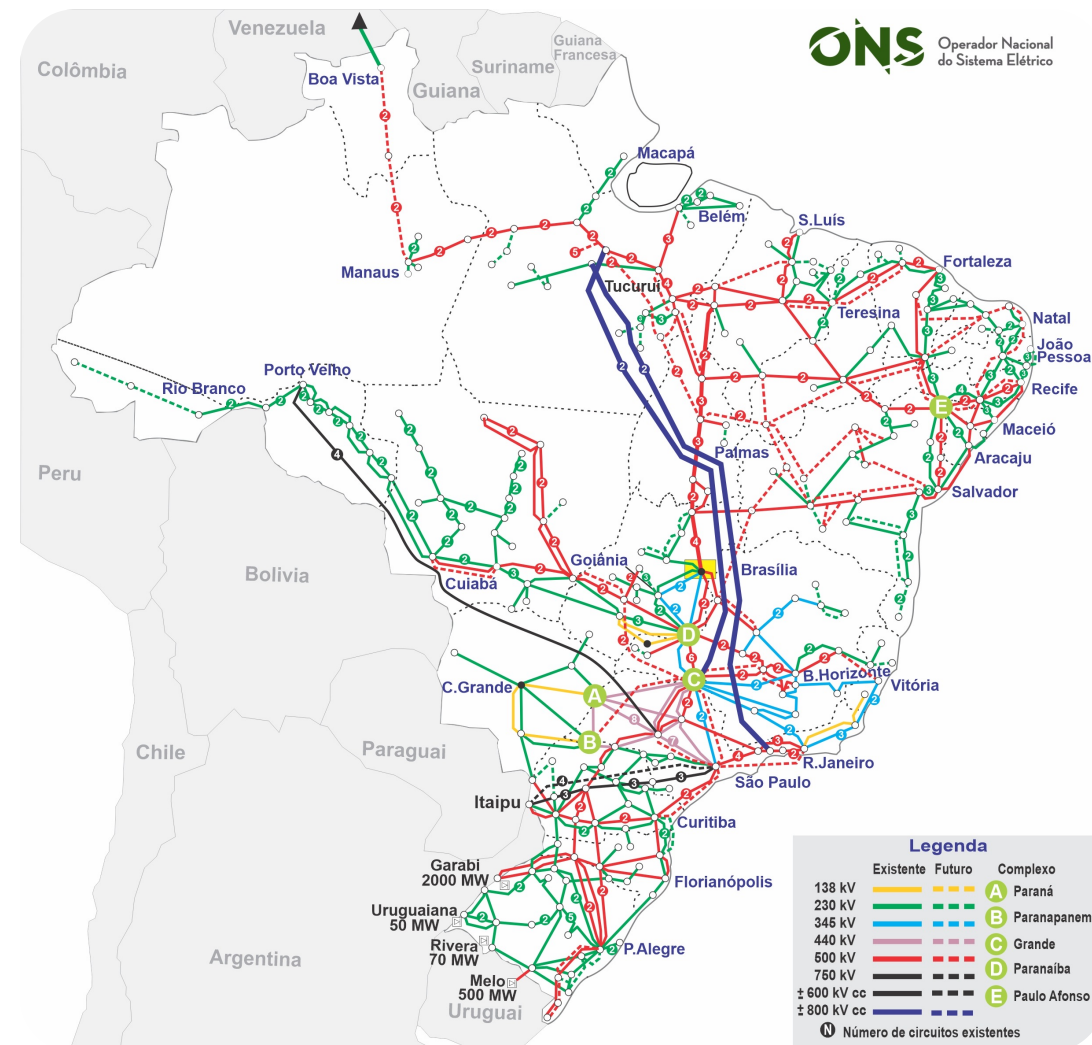 ONS
Operador Nacional
do Sistema Elétrico
Venezuela
Colômbia
Guiana
Francesa
Suriname
Guiana
Boa Vista
Macapá
Belém
S.Luís
Manaus
Fortaleza
Tucuruí
Teresina
Natal
João
Pessoa
Porto Velho
Rio Branco
Recife
Maceió
Palmas
Aracaju
Peru
Salvador
Goiânia
Brasília
Bolivia
Cuiabá
B.Horizonte
Vitória
C.Grande
Chile
Paraguai
R.Janeiro
São Paulo
Itaipu
Curitiba
Garabi
2000 MW
Florianópolis
Uruguaiana
50 MW
Rivera
70 MW
P.Alegre
Argentina
Melo
500 MW
Uruguai
A
B
C
D
E
Legenda
Existente Futuro Complexo
138 kV
230 kV
345 kV
440 kV
500 kV
750 kV
± 600 kV cc
± 800 kV cc
A Paraná
B Paranapanem
C Grande
D Paranaíba
E Paulo Afonso
N Número de circuitos existentes